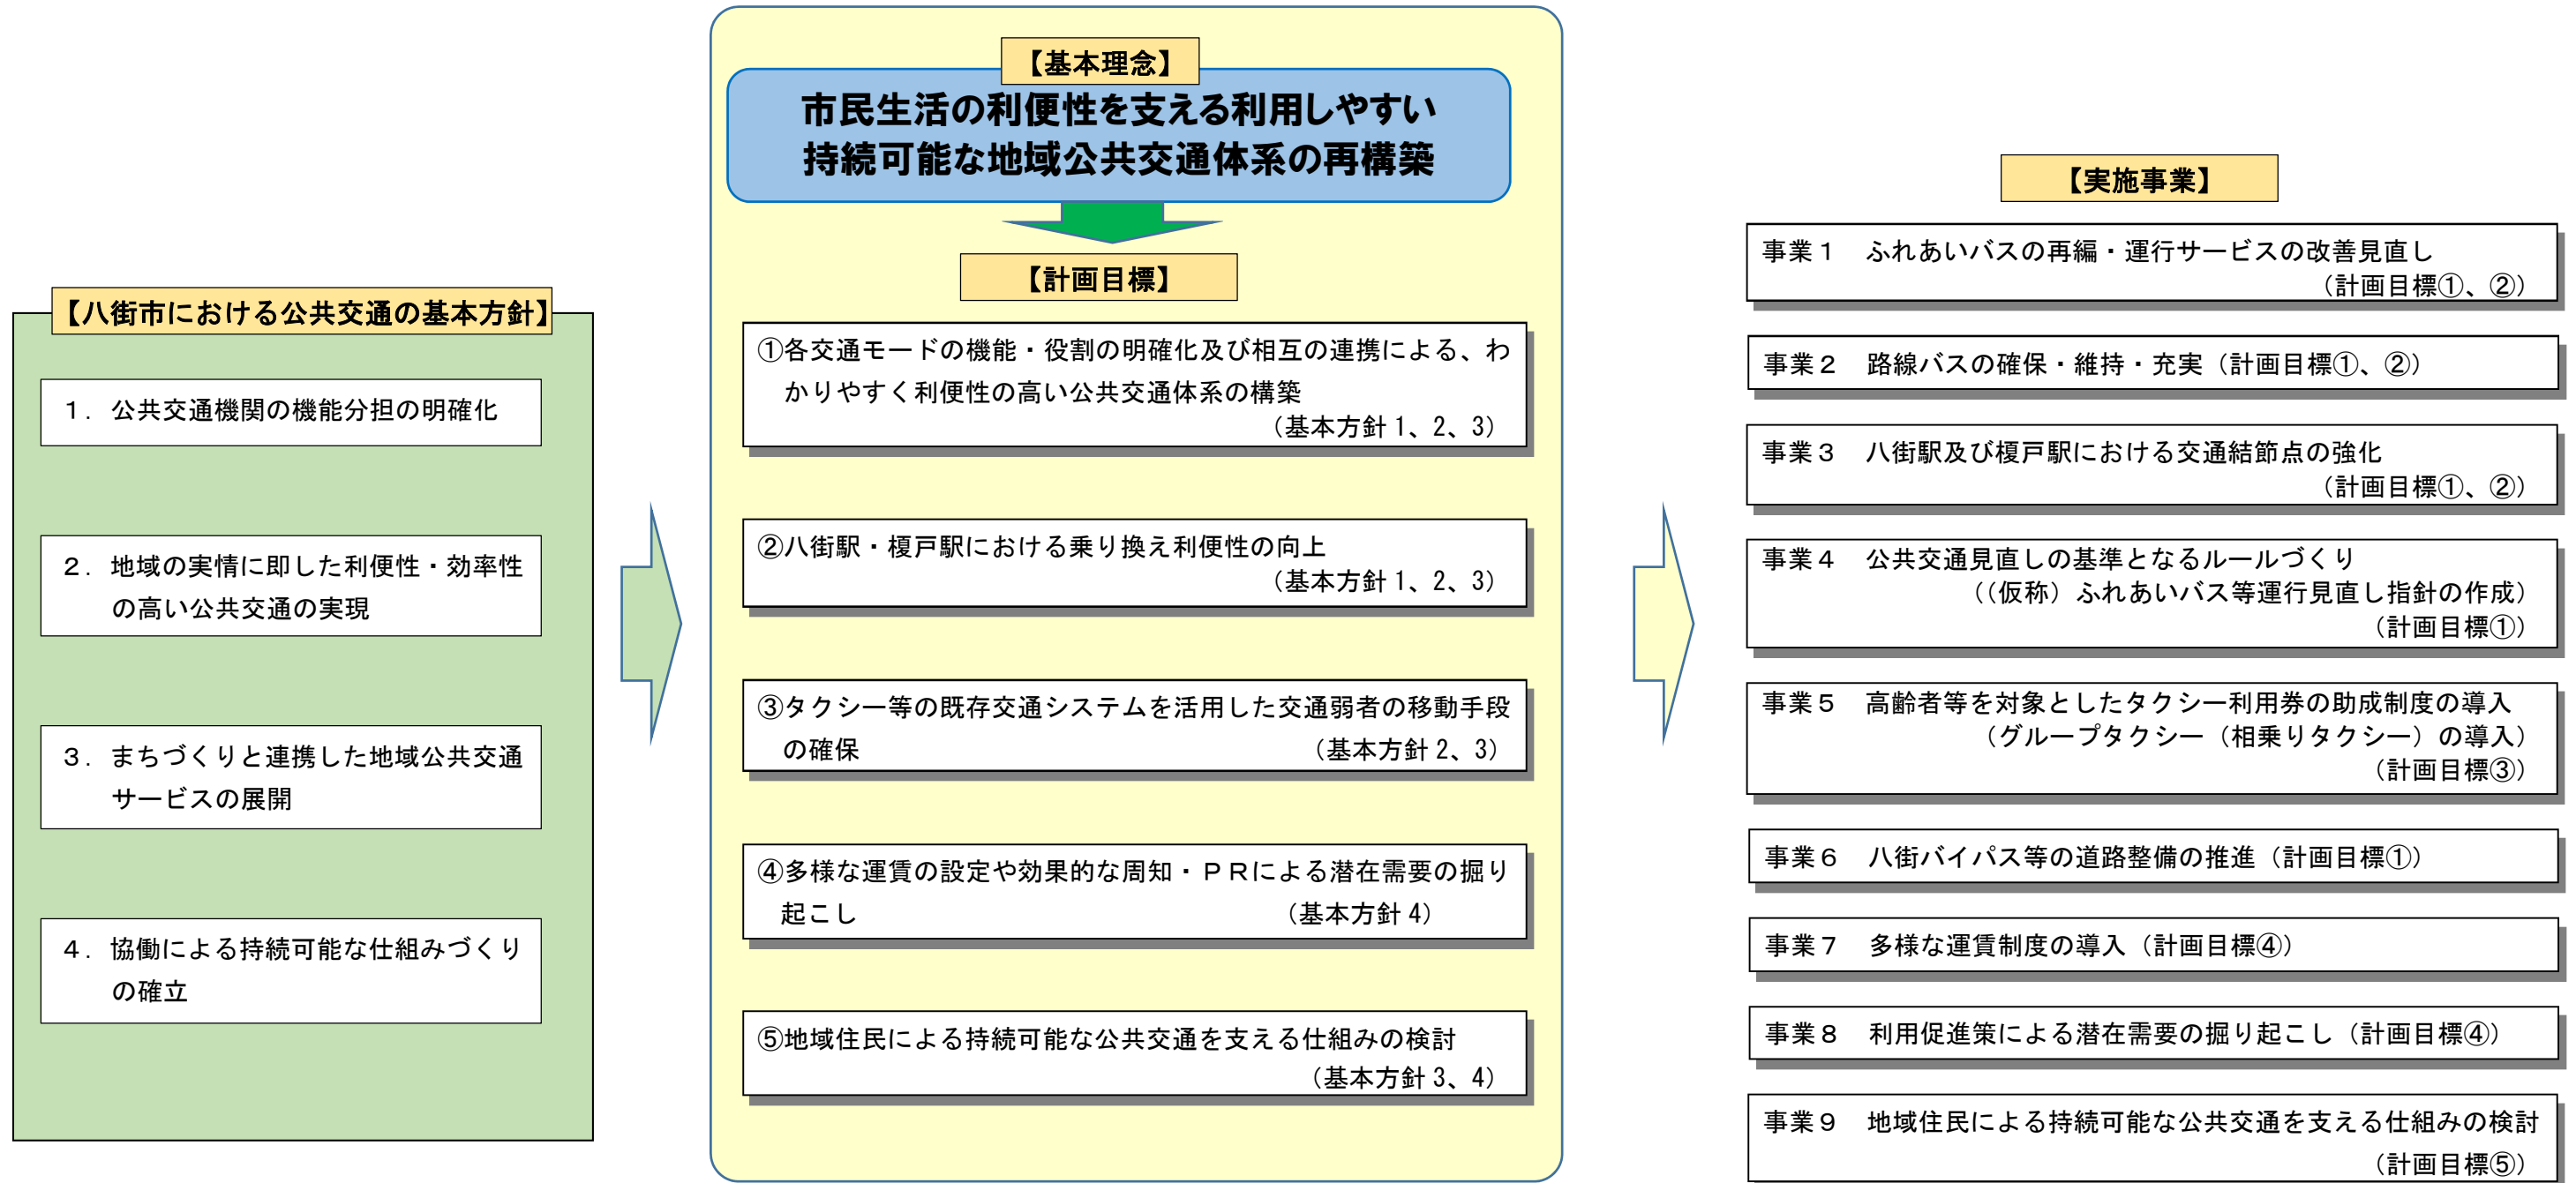 【八街市における公共交通の基本方針】
１．公共交通機関の機能分担の明確化
２．地域の実情に即した利便性・効率性
の高い公共交通の実現
３．まちづくりと連携した地域公共交通
サービスの展開
４．協働による持続可能な仕組みづくり
の確立
【基本理念】
市民生活の利便性を支える利用しやすい
持続可能な地域公共交通体系の再構築
【計画目標】
①各交通モードの機能・役割の明確化及び相互の連携による、わ
かりやすく利便性の高い公共交通体系の構築
（基本方針 1、2、3）
②八街駅・榎戸駅における乗り換え利便性の向上
（基本方針 1、2、3）
③タクシー等の既存交通システムを活用した交通弱者の移動手段
の確保　（基本方針 2、3）
④多様な運賃の設定や効果的な周知・ＰＲによる潜在需要の掘り
起こし　（基本方針 4）
⑤地域住民による持続可能な公共交通を支える仕組みの検討
（基本方針 3、4）
【実施事業】
事業１　ふれあいバスの再編・運行サービスの改善見直し
（計画目標①、②）
事業２　路線バスの確保・維持・充実（計画目標①、②）
事業３　八街駅及び榎戸駅における交通結節点の強化
（計画目標①、②）
事業４　公共交通見直しの基準となるルールづくり
（（仮称）ふれあいバス等運行見直し指針の作成）
（計画目標①）
事業５　高齢者等を対象としたタクシー利用券の助成制度の導入
（グループタクシー（相乗りタクシー）の導入）
（計画目標③）
事業６　八街バイパス等の道路整備の推進（計画目標①）
事業７　多様な運賃制度の導入（計画目標④）
事業８　利用促進策による潜在需要の掘り起こし（計画目標④）
事業９　地域住民による持続可能な公共交通を支える仕組みの検討
（計画目標⑤）